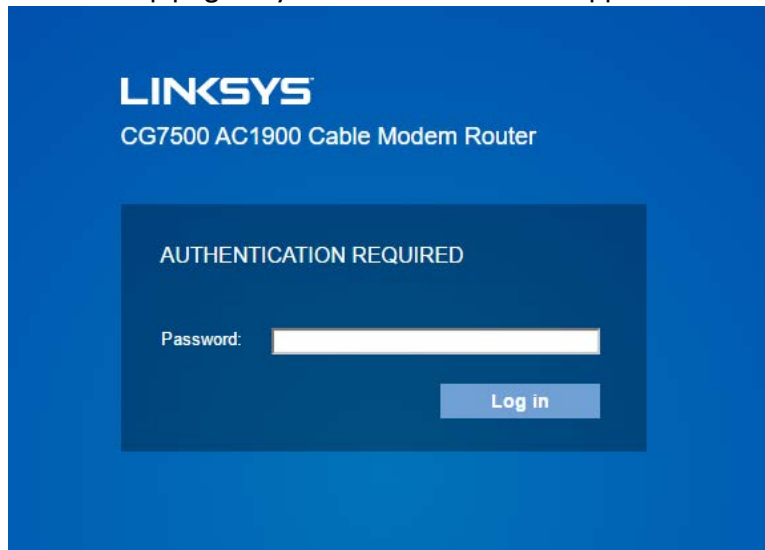 LINKSYS
CG7500 AC1900 Cable Modem Router
AUTHENTICATION REQUIRED
Password:
Log in